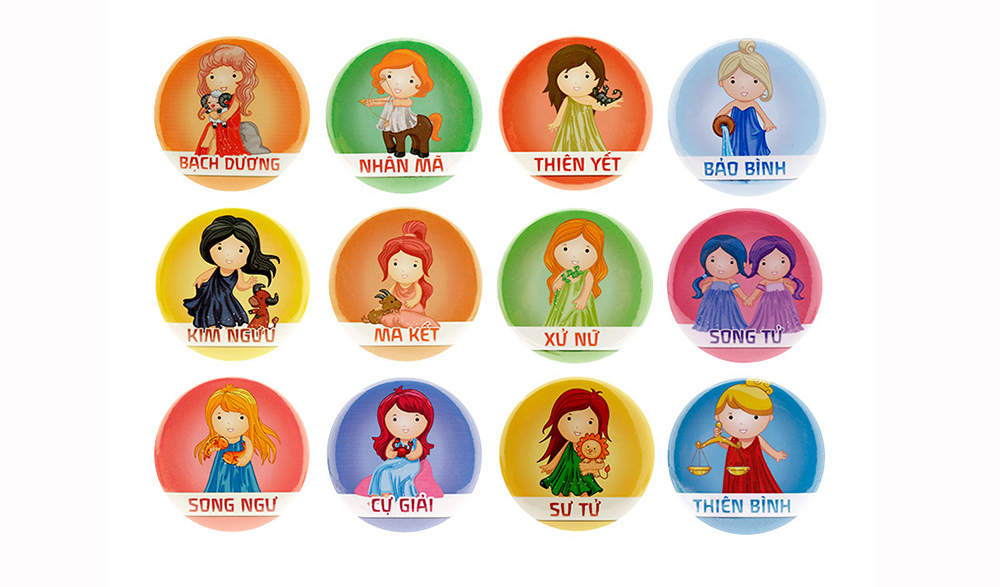 BẠCH DƯƠNG
NHÂN MÃ
THIÊN YẾT
BẢO BÌNH
KIM NGƯU
MA KẾT
XỬ NỮ
SONG TỬ
SONG NGƯ
CỰ GIẢI
SƯ TỬ
THIÊN BÌNH